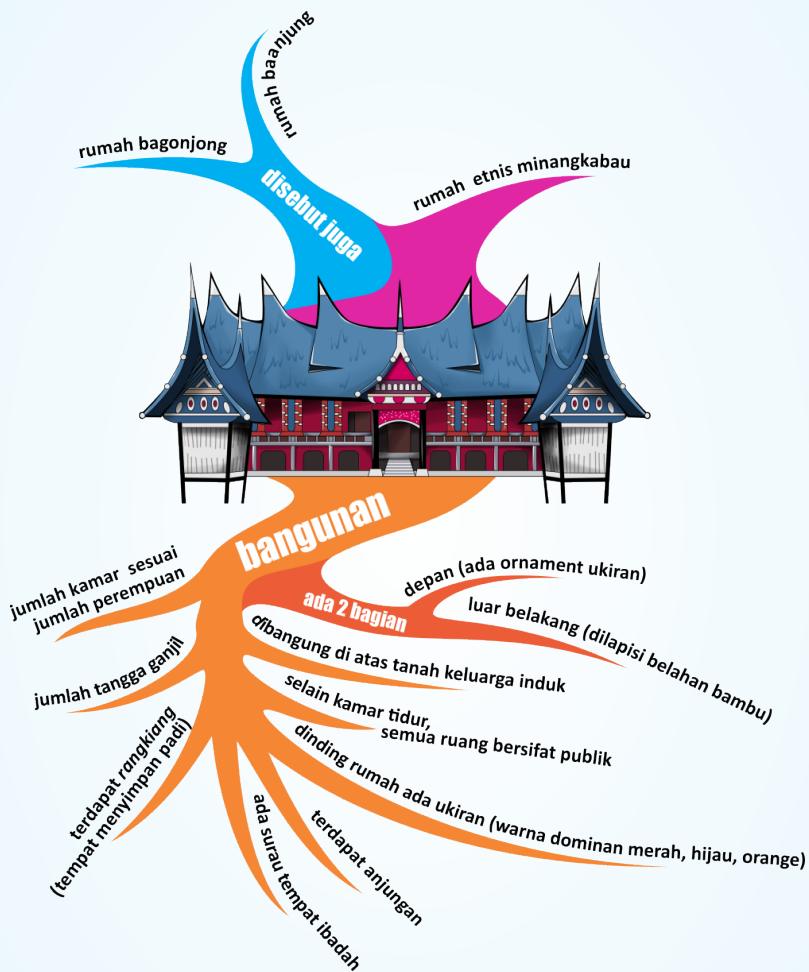 rumah baanjung
rumah bagonjong
disebut juga
rumah etnis minangkabau
bangunan
ada 2 bagian
depan (ada ornament ukiran)
luar belakang (dilapisi belahan bambu)
jumlah kamar sesuai
jumlah perempuan
jumlah tangga ganjil
terdapat rangkiang
(tempat menyimpan padi)
ada surau tempat ibadah
terdapat anjungan
dinding rumah ada ukiran (warna dominan merah, hijau, orange)
selain kamar tidur,
semua ruang bersifat publik
dibangung di atas tanah keluarga induk